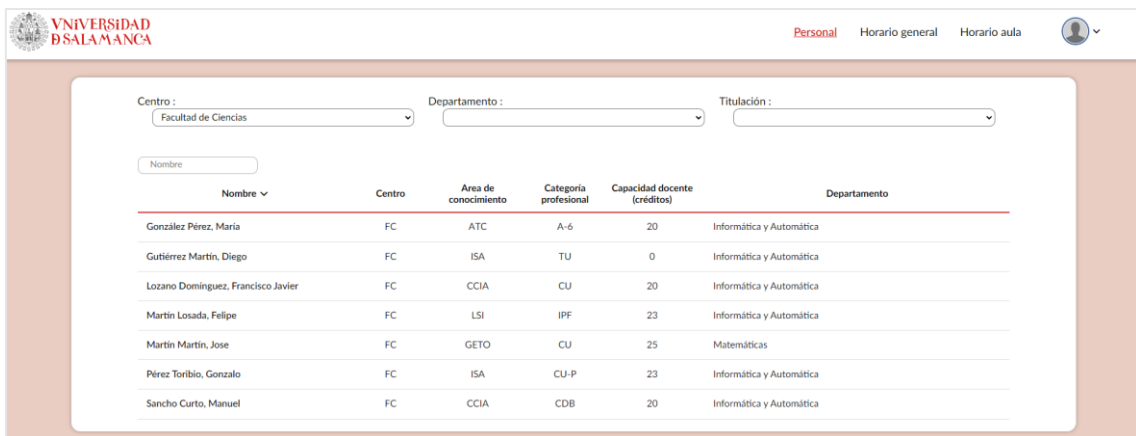 VNiVERSiDAD
D SALAMANCA
Personal Horario general Horario aula
Centro : Departamento : Titulación :
Facultad de Ciencias
Nombre
Nombre Centro Area de conocimiento Categoría profesional Capacidad docente (créditos) Departamento
González Pérez, María FC ATC A-6 20 Informática y Automática
Gutiérrez Martín, Diego FC ISA TU 0 Informática y Automática
Lozano Domínguez, Francisco Javier FC CCIA CU 20 Informática y Automática
Martín Losada, Felipe FC LSI IPF 23 Informática y Automática
Martín Martín, Jose FC GETO CU 25 Matemáticas
Pérez Toribio, Gonzalo FC ISA CU-P 23 Informática y Automática
Sancho Curto, Manuel FC CCIA CDB 20 Informática y Automática